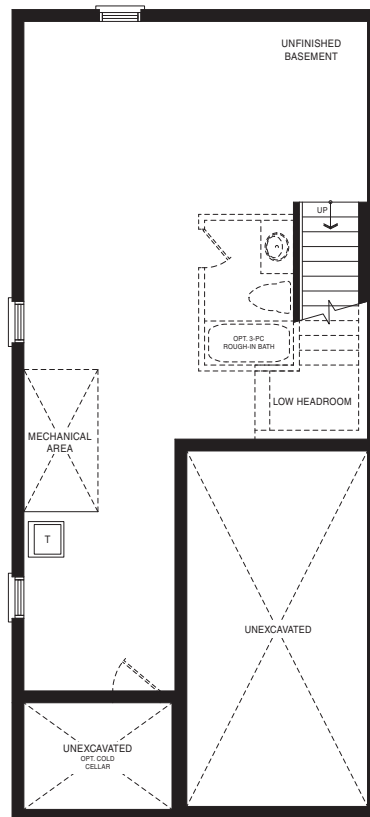 UNFINISHED
BASEMENT
UP
OPT. 3-PC
ROUGH-IN BATH
LOW HEADROOM
MECHANICAL
AREA
T
UNEXCAVATED
UNEXCAVATED
OPT. COLD
CELLAR